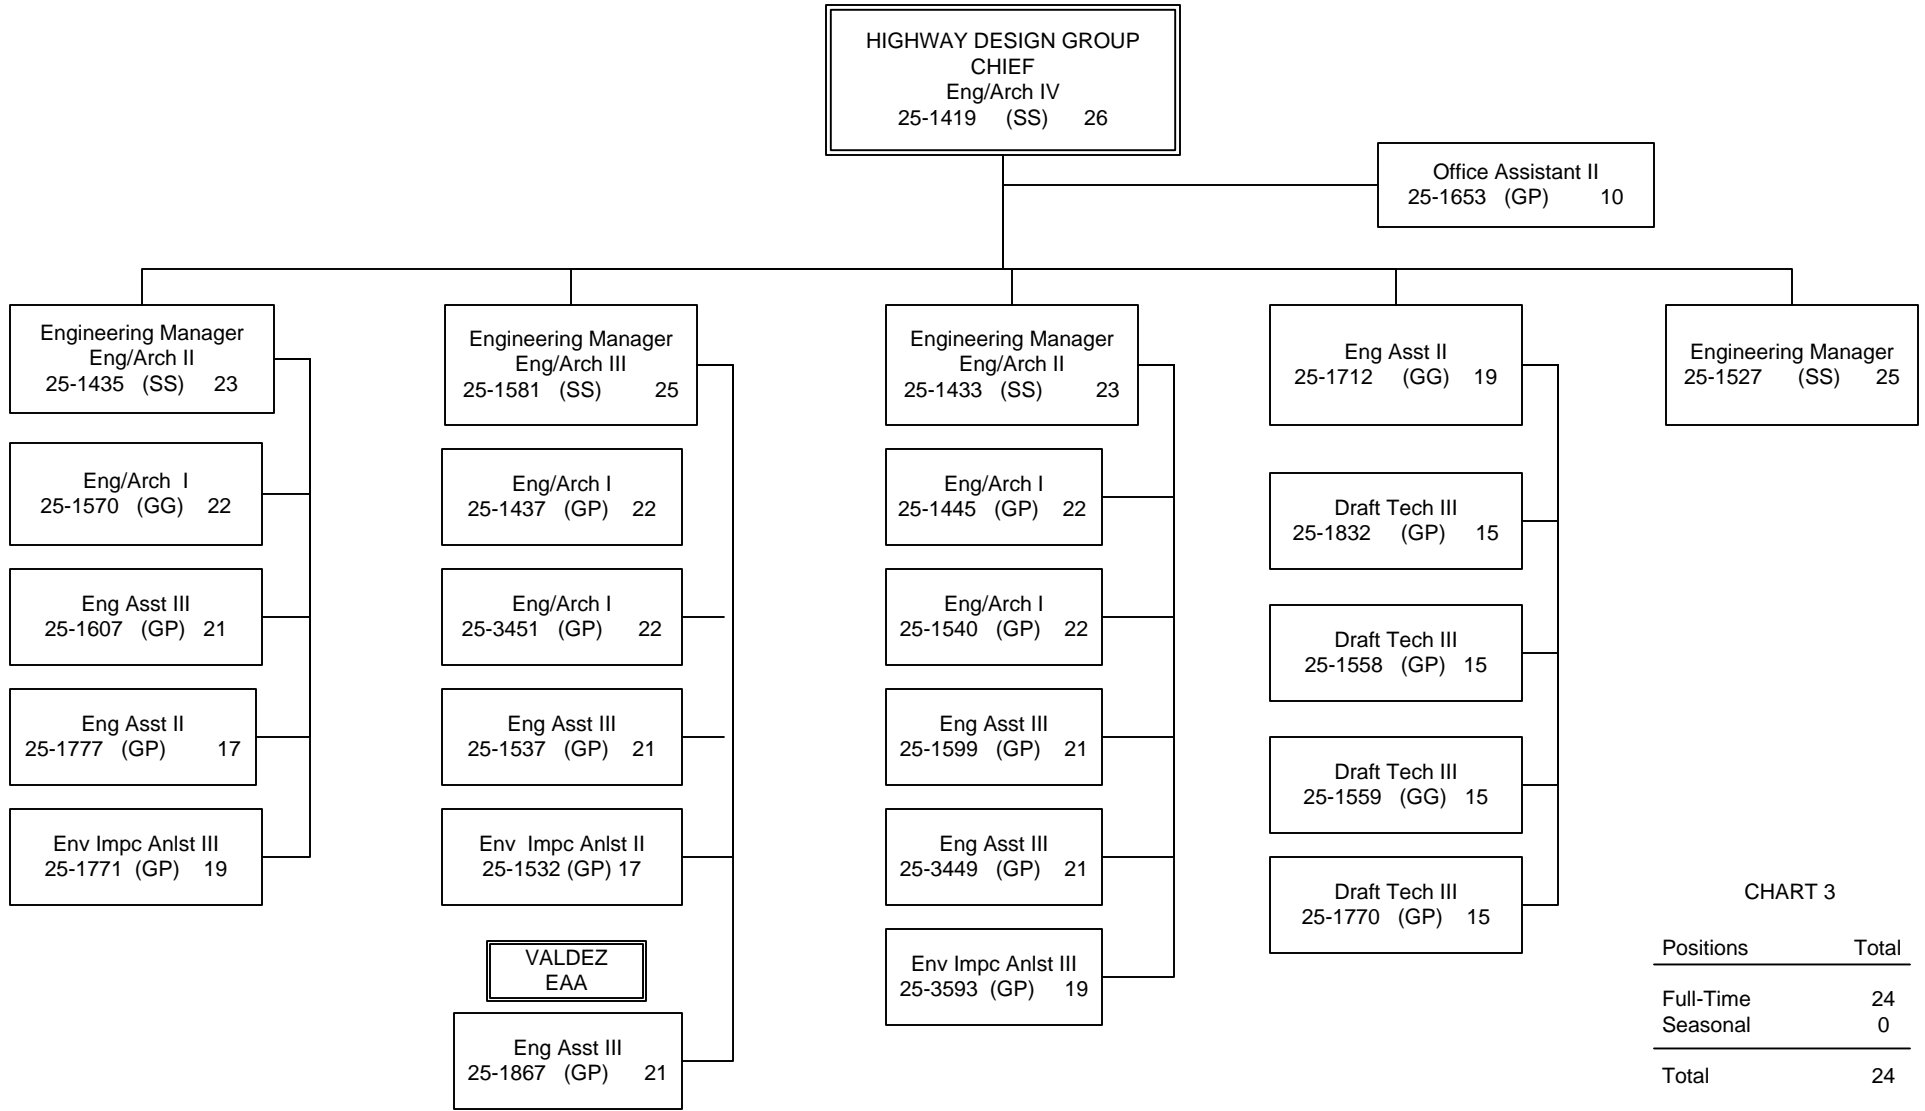 HIGHWAY DESIGN GROUP
CHIEF
Eng/Arch IV
25-1419 (SS) 26
Office Assistant II
25-1653 (GP) 10
Engineering Manager
Eng/Arch II
25-1435 (SS) 23
Eng/Arch I
25-1570 (GG) 22
Eng Asst III
25-1607 (GP) 21
Eng Asst II
25-1777 (GP) 17
Env Impc Anlst III
25-1771 (GP) 19
Engineering Manager
Eng/Arch III
25-1581 (SS) 25
Eng/Arch I
25-1437 (GP) 22
Eng/Arch I
25-3451 (GP) 22
Eng Asst III
25-1537 (GP) 21
Env Impc Anlst II
25-1532 (GP) 17
VALDEZ
EAA
Eng Asst III
25-1867 (GP) 21
Engineering Manager
Eng/Arch II
25-1433 (SS) 23
Eng/Arch I
25-1445 (GP) 22
Eng/Arch I
25-1540 (GP) 22
Eng Asst III
25-1599 (GP) 21
Eng Asst III
25-3449 (GP) 21
Env Impc Anlst III
25-3593 (GP) 19
Eng Asst II
25-1712 (GG) 19
Draft Tech III
25-1832 (GP) 15
Draft Tech III
25-1558 (GP) 15
Draft Tech III
25-1559 (GG) 15
Draft Tech III
25-1770 (GP) 15
Engineering Manager
25-1527 (SS) 25
CHART 3
Positions Total
Full-Time 24
Seasonal 0
Total 24